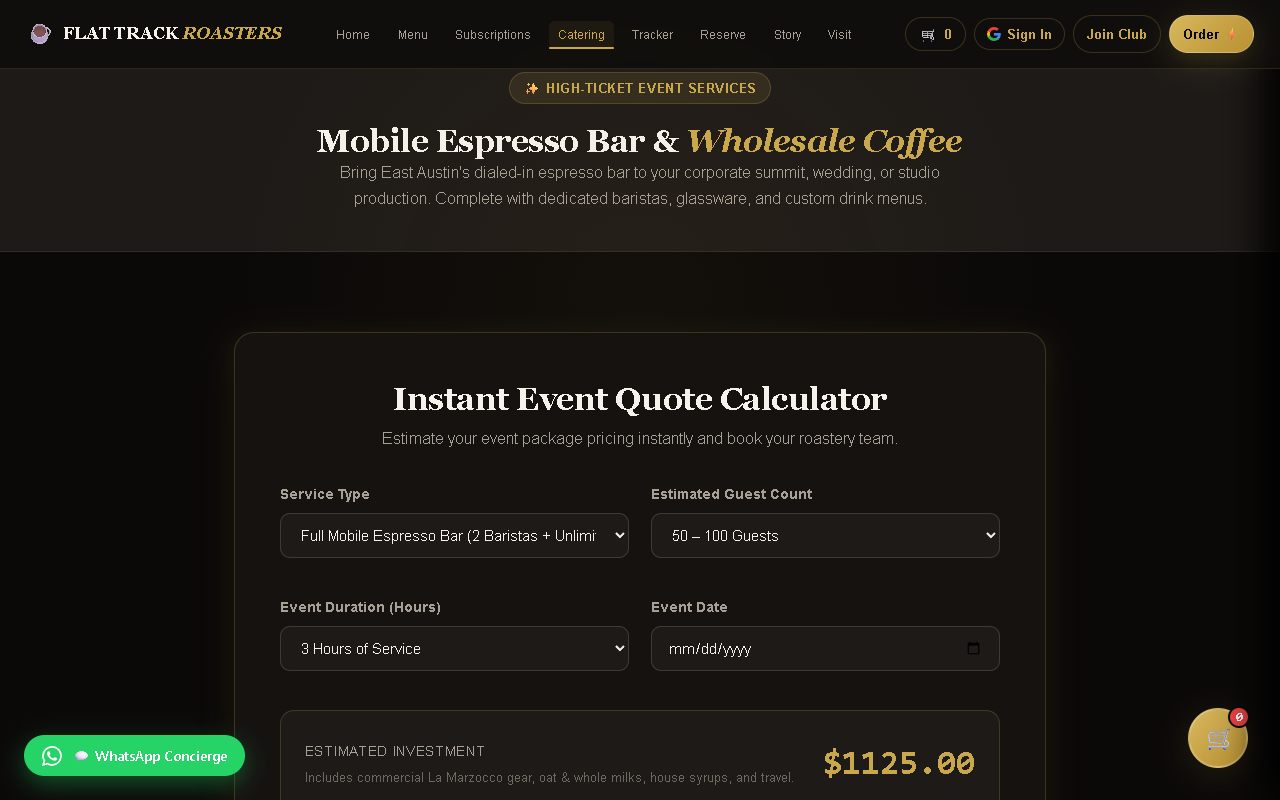 FLAT TRACK ROASTERS
Home
Menu
Subscriptions
Catering
Tracker
Reserve
Story
Visit
0
Sign In
Join Club
Order
HIGH-TICKET EVENT SERVICES
Mobile Espresso Bar & Wholesale Coffee
Bring East Austin's dialed-in espresso bar to your corporate summit, wedding, or studio
production. Complete with dedicated baristas, glassware, and custom drink menus.
Instant Event Quote Calculator
Estimate your event package pricing instantly and book your roastery team.
Service Type
Estimated Guest Count
Full Mobile Espresso Bar (2 Baristas + Unlimi
50 – 100 Guests
Event Duration (Hours)
Event Date
3 Hours of Service
mm/dd/yyyy
ESTIMATED INVESTMENT
Includes commercial La Marzocco gear, oat & whole milks, house syrups, and travel.
$1125.00
WhatsApp Concierge
0